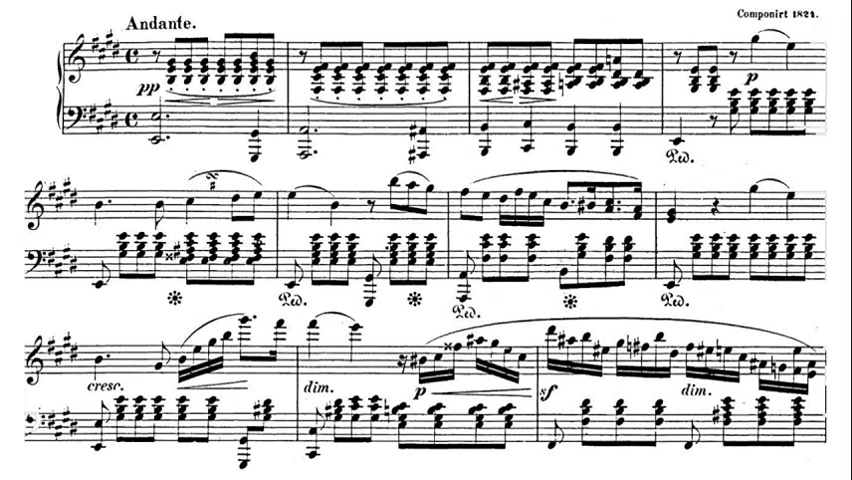 Andante.
Componirt 1821.
pp
p
Ped.
Ped.
Ped.
Ped.
cresc.
dim.
p
sf
dim.